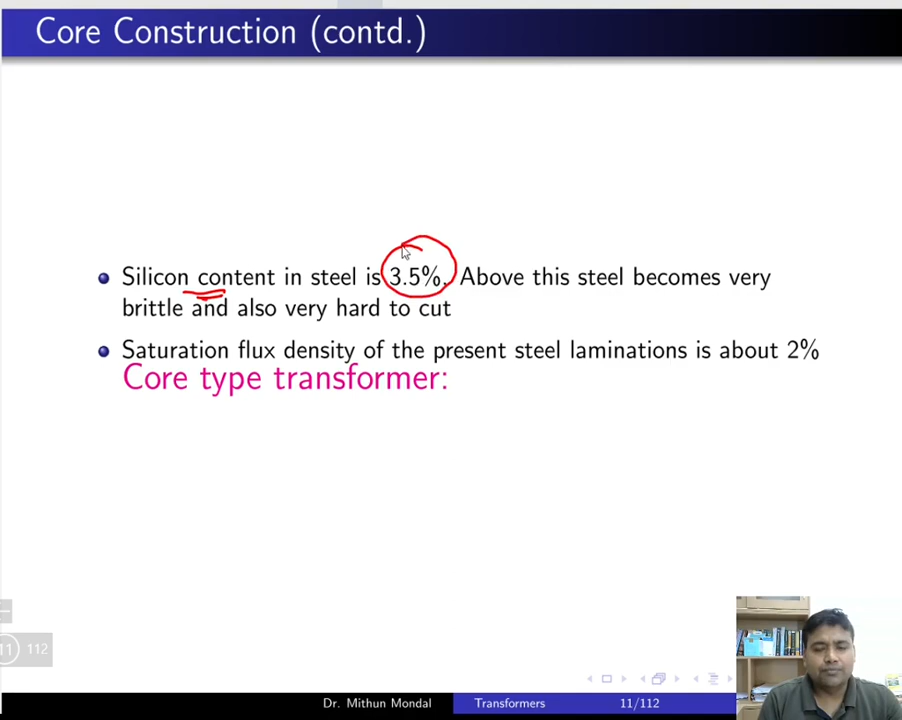 Core Construction (contd.)
Silicon content in steel is 3.5%. Above this steel becomes very
brittle and also very hard to cut
Saturation flux density of the present steel laminations is about 2%
Core type transformer:
11 112
Dr. Mithun Mondal Transformers 11/112